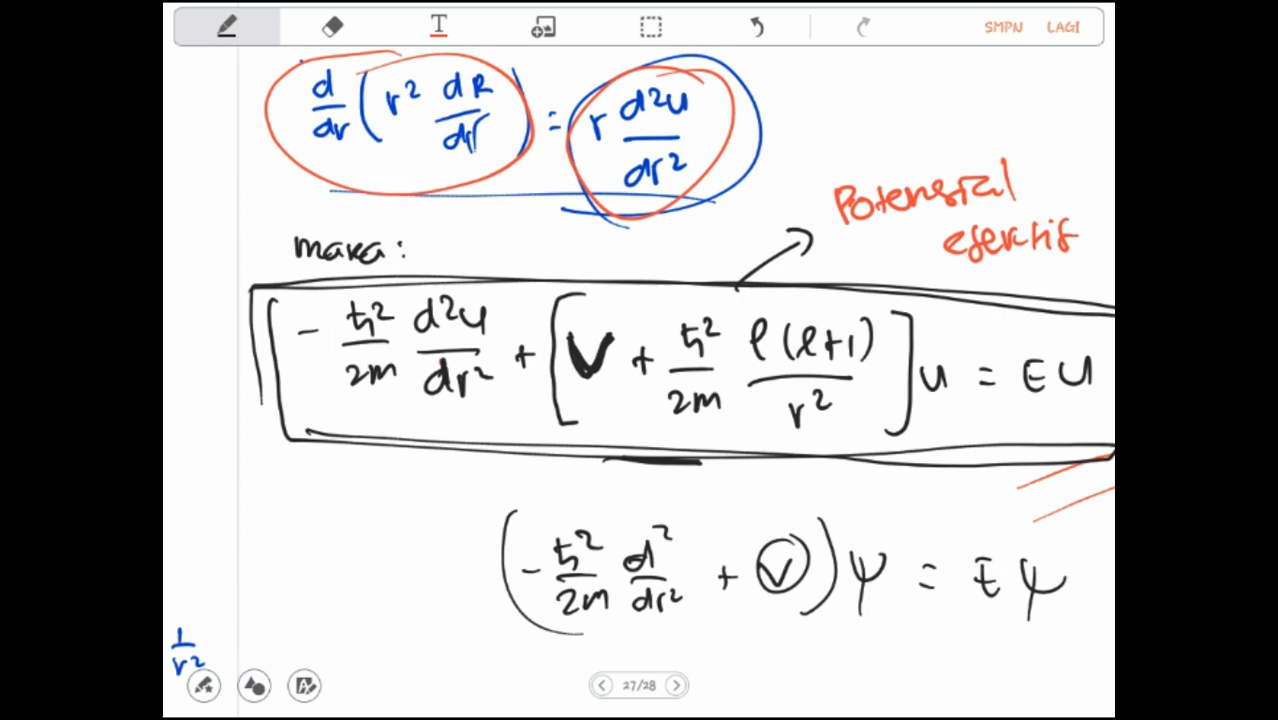 SMPN LAGI
d/dr ( r² dR/dr ) = r d²u/dr²
Potensial
efektif
maka:
[ - ħ²/2m d²u/dr² + [ V + ħ²/2m l(l+1)/r² ] u = E u
( - ħ²/2m d²/dr² + V ) ψ = E ψ
1/r²
27/28